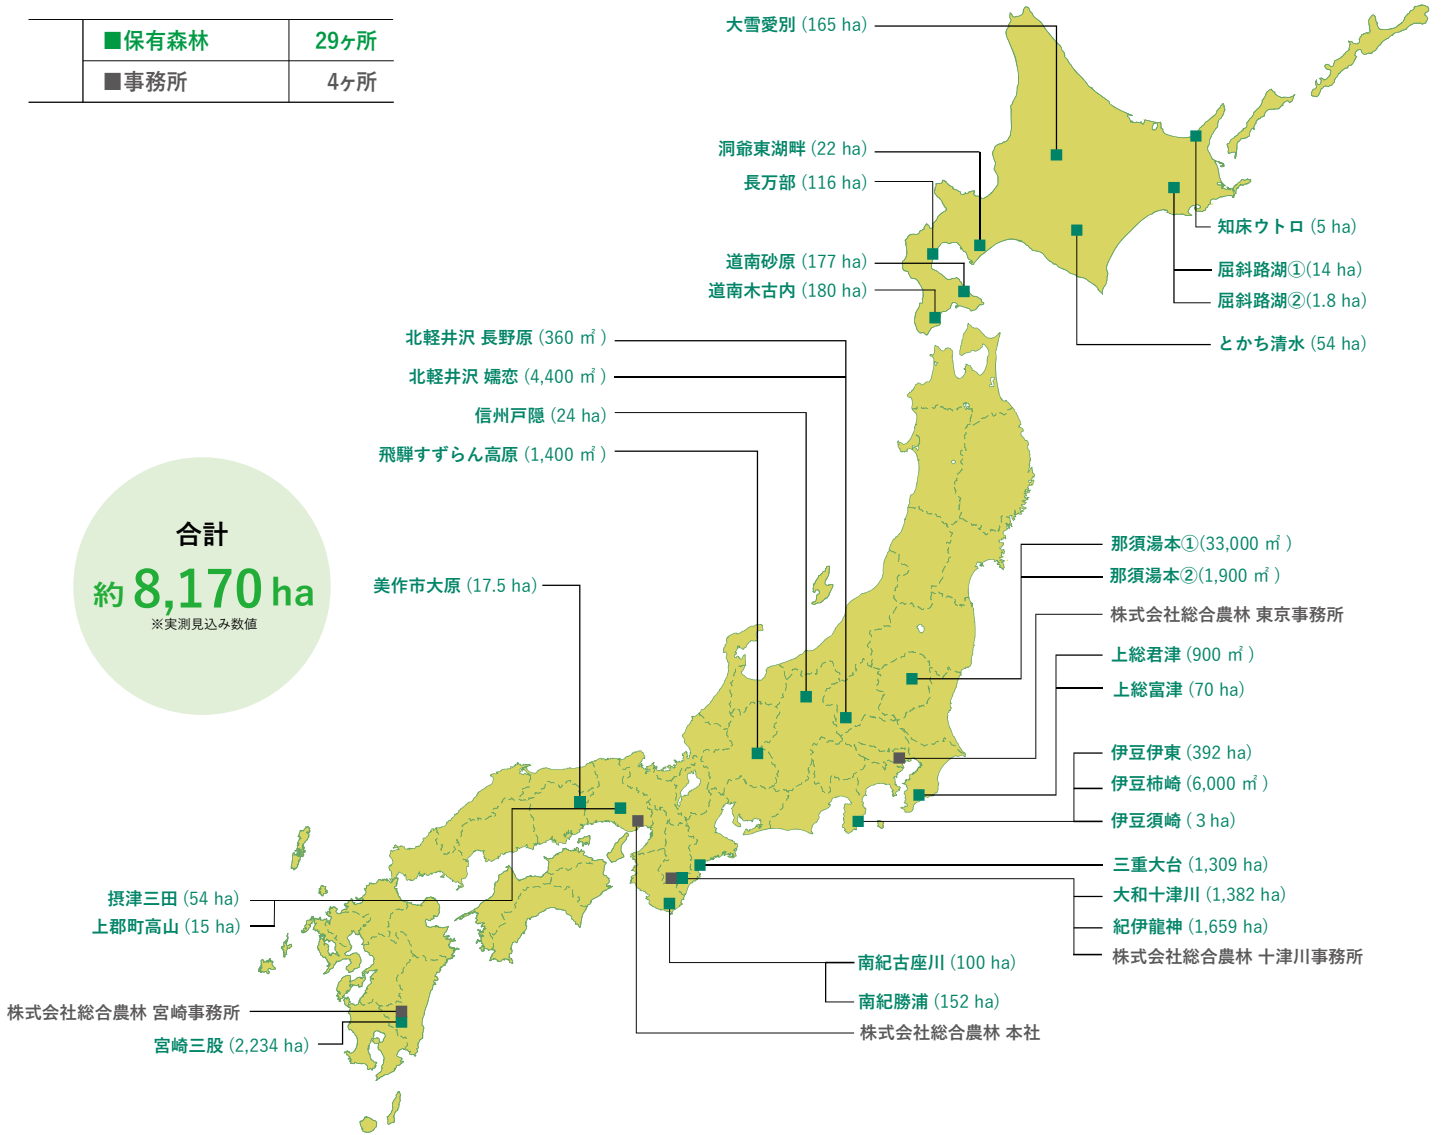 ■保有森林 29ヶ所
■事務所 4ヶ所
大雪愛別 (165 ha)
洞爺東湖畔 (22 ha)
長万部 (116 ha)
道南砂原 (177 ha)
道南木古内 (180 ha)
知床ウトロ (5 ha)
屈斜路湖①(14 ha)
屈斜路湖②(1.8 ha)
とかち清水 (54 ha)
北軽井沢 長野原 (360 ㎡ )
北軽井沢 嬬恋 (4,400 ㎡ )
信州戸隠 (24 ha)
飛騨すずらん高原 (1,400 ㎡ )
合計
約 8,170 ha
※実測見込み数値
美作市大原 (17.5 ha)
那須湯本①(33,000 ㎡ )
那須湯本②(1,900 ㎡ )
株式会社総合農林 東京事務所
上総君津 (900 ㎡ )
上総富津 (70 ha)
伊豆伊東 (392 ha)
伊豆柿崎 (6,000 ㎡ )
伊豆須崎 ( 3 ha)
三重大台 (1,309 ha)
大和十津川 (1,382 ha)
紀伊龍神 (1,659 ha)
株式会社総合農林 十津川事務所
摂津三田 (54 ha)
上郡町高山 (15 ha)
南紀古座川 (100 ha)
南紀勝浦 (152 ha)
株式会社総合農林 本社
株式会社総合農林 宮崎事務所
宮崎三股 (2,234 ha)